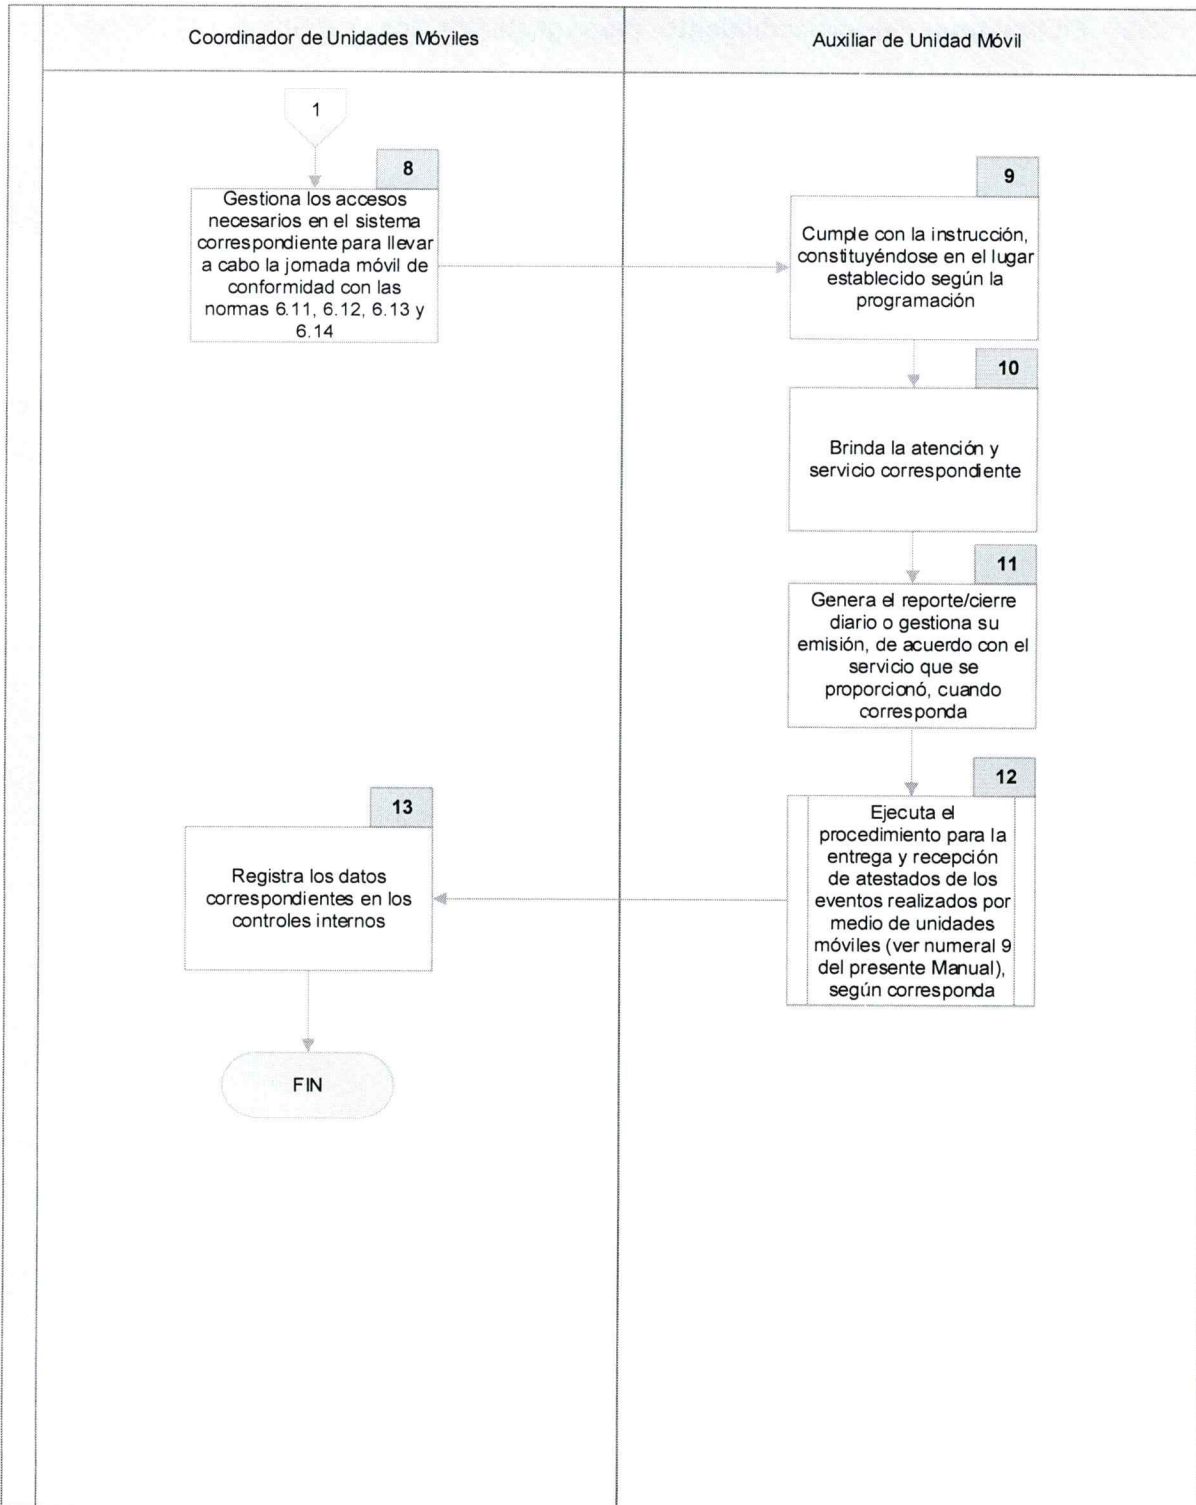 Coordinador de Unidades Móviles
Auxiliar de Unidad Móvil
1
8
Gestiona los accesos
necesarios en el sistema
correspondiente para llevar
a cabo la jornada móvil de
conformidad con las
normas 6.11, 6.12, 6.13 y
6.14
9
Cumple con la instrucción,
constituyéndose en el lugar
establecido según la
programación
10
Brinda la atención y
servicio correspondiente
11
Genera el reporte/cierre
diario o gestiona su
emisión, de acuerdo con el
servicio que se
proporcionó, cuando
corresponda
12
Ejecuta el
procedimiento para la
entrega y recepción
de atestados de los
eventos realizados por
medio de unidades
móviles (ver numeral 9
del presente Manual),
según corresponda
13
Registra los datos
correspondientes en los
controles internos
FIN